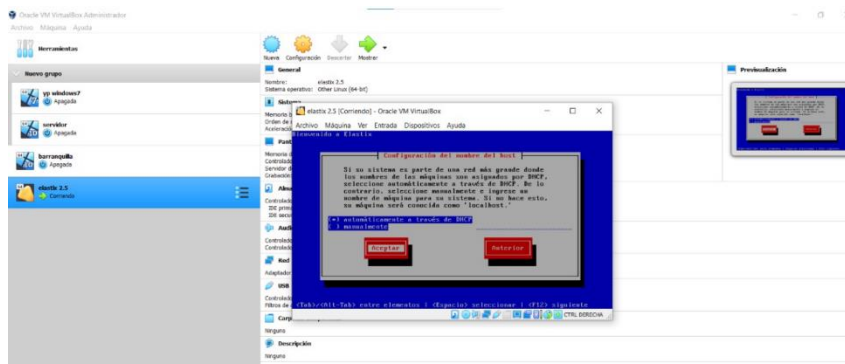 Oracle VM VirtualBox Administrador
Archivo Máquina Ayuda
Herramientas
Nuevo grupo
yp windows7
Apagada
servidor
Apagada
barranquilla
Apagada
elastix 2.5
Corriendo
Nueva Configuración Descartar Mostrar
General
Nombre: elastix 2.5
Sistema operativo: Other Linux (64-bit)
Previsualización
elastix 2.5 [Corriendo] - Oracle VM VirtualBox
Archivo Máquina Ver Entrada Dispositivos Ayuda
Bienvenido a Elastix
Configuración del nombre del host
Si su sistema es parte de una red más grande donde
los nombres de las máquinas son asignados por DHCP,
seleccione automáticamente a través de DHCP. De lo
contrario, seleccione manualmente e ingrese un
nombre de máquina para su sistema. Si no hace esto,
su máquina será conocida como 'localhost.'
(*) automáticamente a través de DHCP
( ) manualmente
Aceptar Anterior
<Tab>/<Alt-Tab> entre elementos | <Espacio> seleccionar | <F12> siguiente
CTRL DERECHA
Red
Adaptador
USB
Ninguno
Descripción
Ninguno